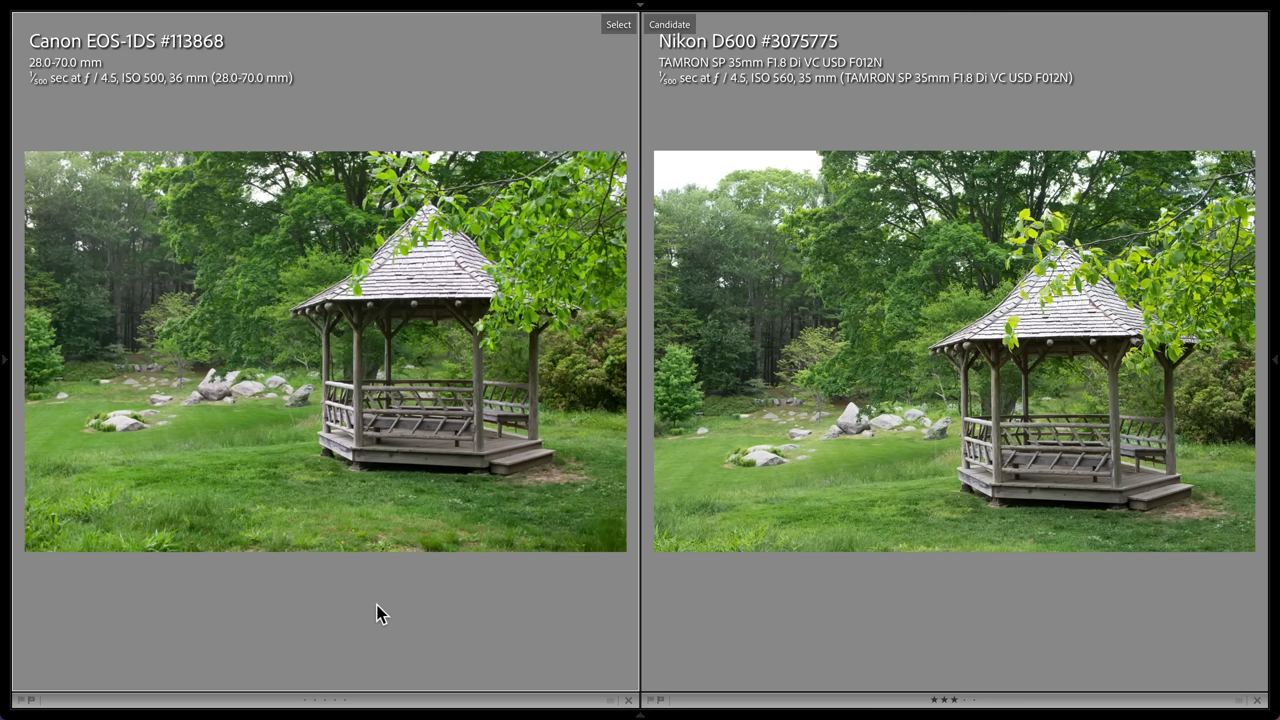 Select
Canon EOS-1DS #113868
28.0-70.0 mm
1/500 sec at ƒ / 4.5, ISO 500, 36 mm (28.0-70.0 mm)
Candidate
Nikon D600 #3075775
TAMRON SP 35mm F1.8 Di VC USD F012N
1/500 sec at ƒ / 4.5, ISO 560, 35 mm (TAMRON SP 35mm F1.8 Di VC USD F012N)